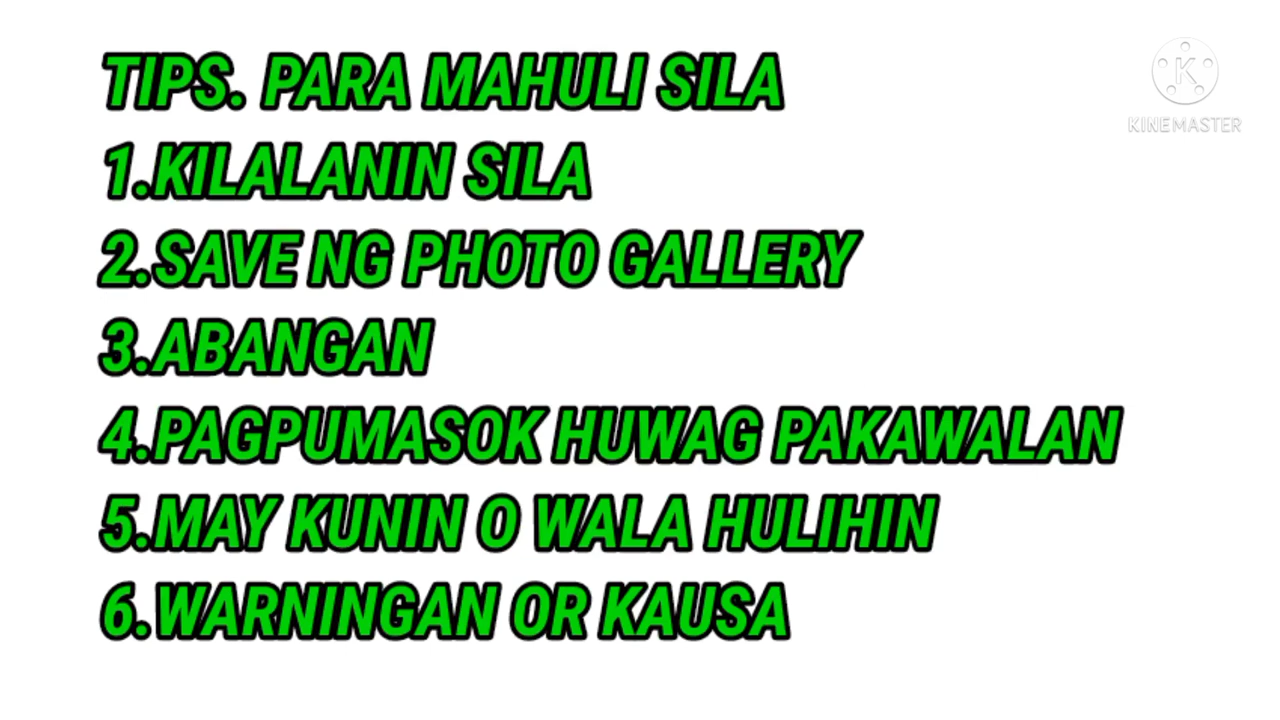 TIPS. PARA MAHULI SILA
1.KILALANIN SILA
2.SAVE NG PHOTO GALLERY
3.ABANGAN
4.PAGPUMASOK HUWAG PAKAWALAN
5.MAY KUNIN O WALA HULIHIN
6.WARNINGAN OR KAUSA
K
KINEMASTER